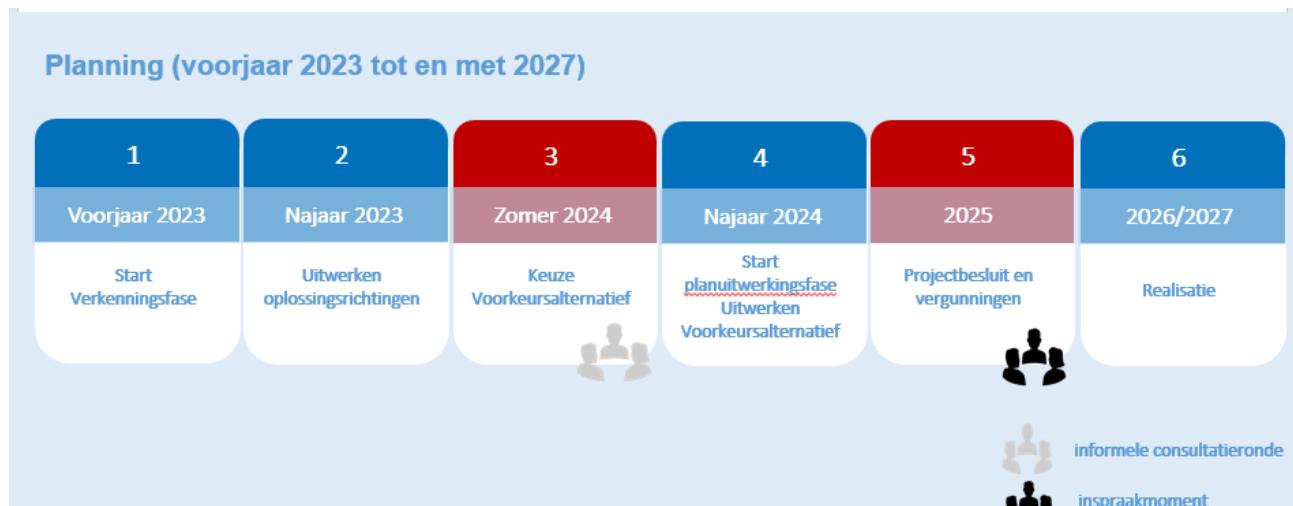 Planning (voorjaar 2023 tot en met 2027)
1
Voorjaar 2023
Start
Verkenningsfase
2
Najaar 2023
Uitwerken
oplossingsrichtingen
3
Zomer 2024
Keuze
Voorkeursalternatief
4
Najaar 2024
Start
planuitwerkingsfase
Uitwerken
Voorkeursalternatief
5
2025
Projectbesluit en
vergunningen
6
2026/2027
Realisatie
informele consultatieronde
inspraakmoment